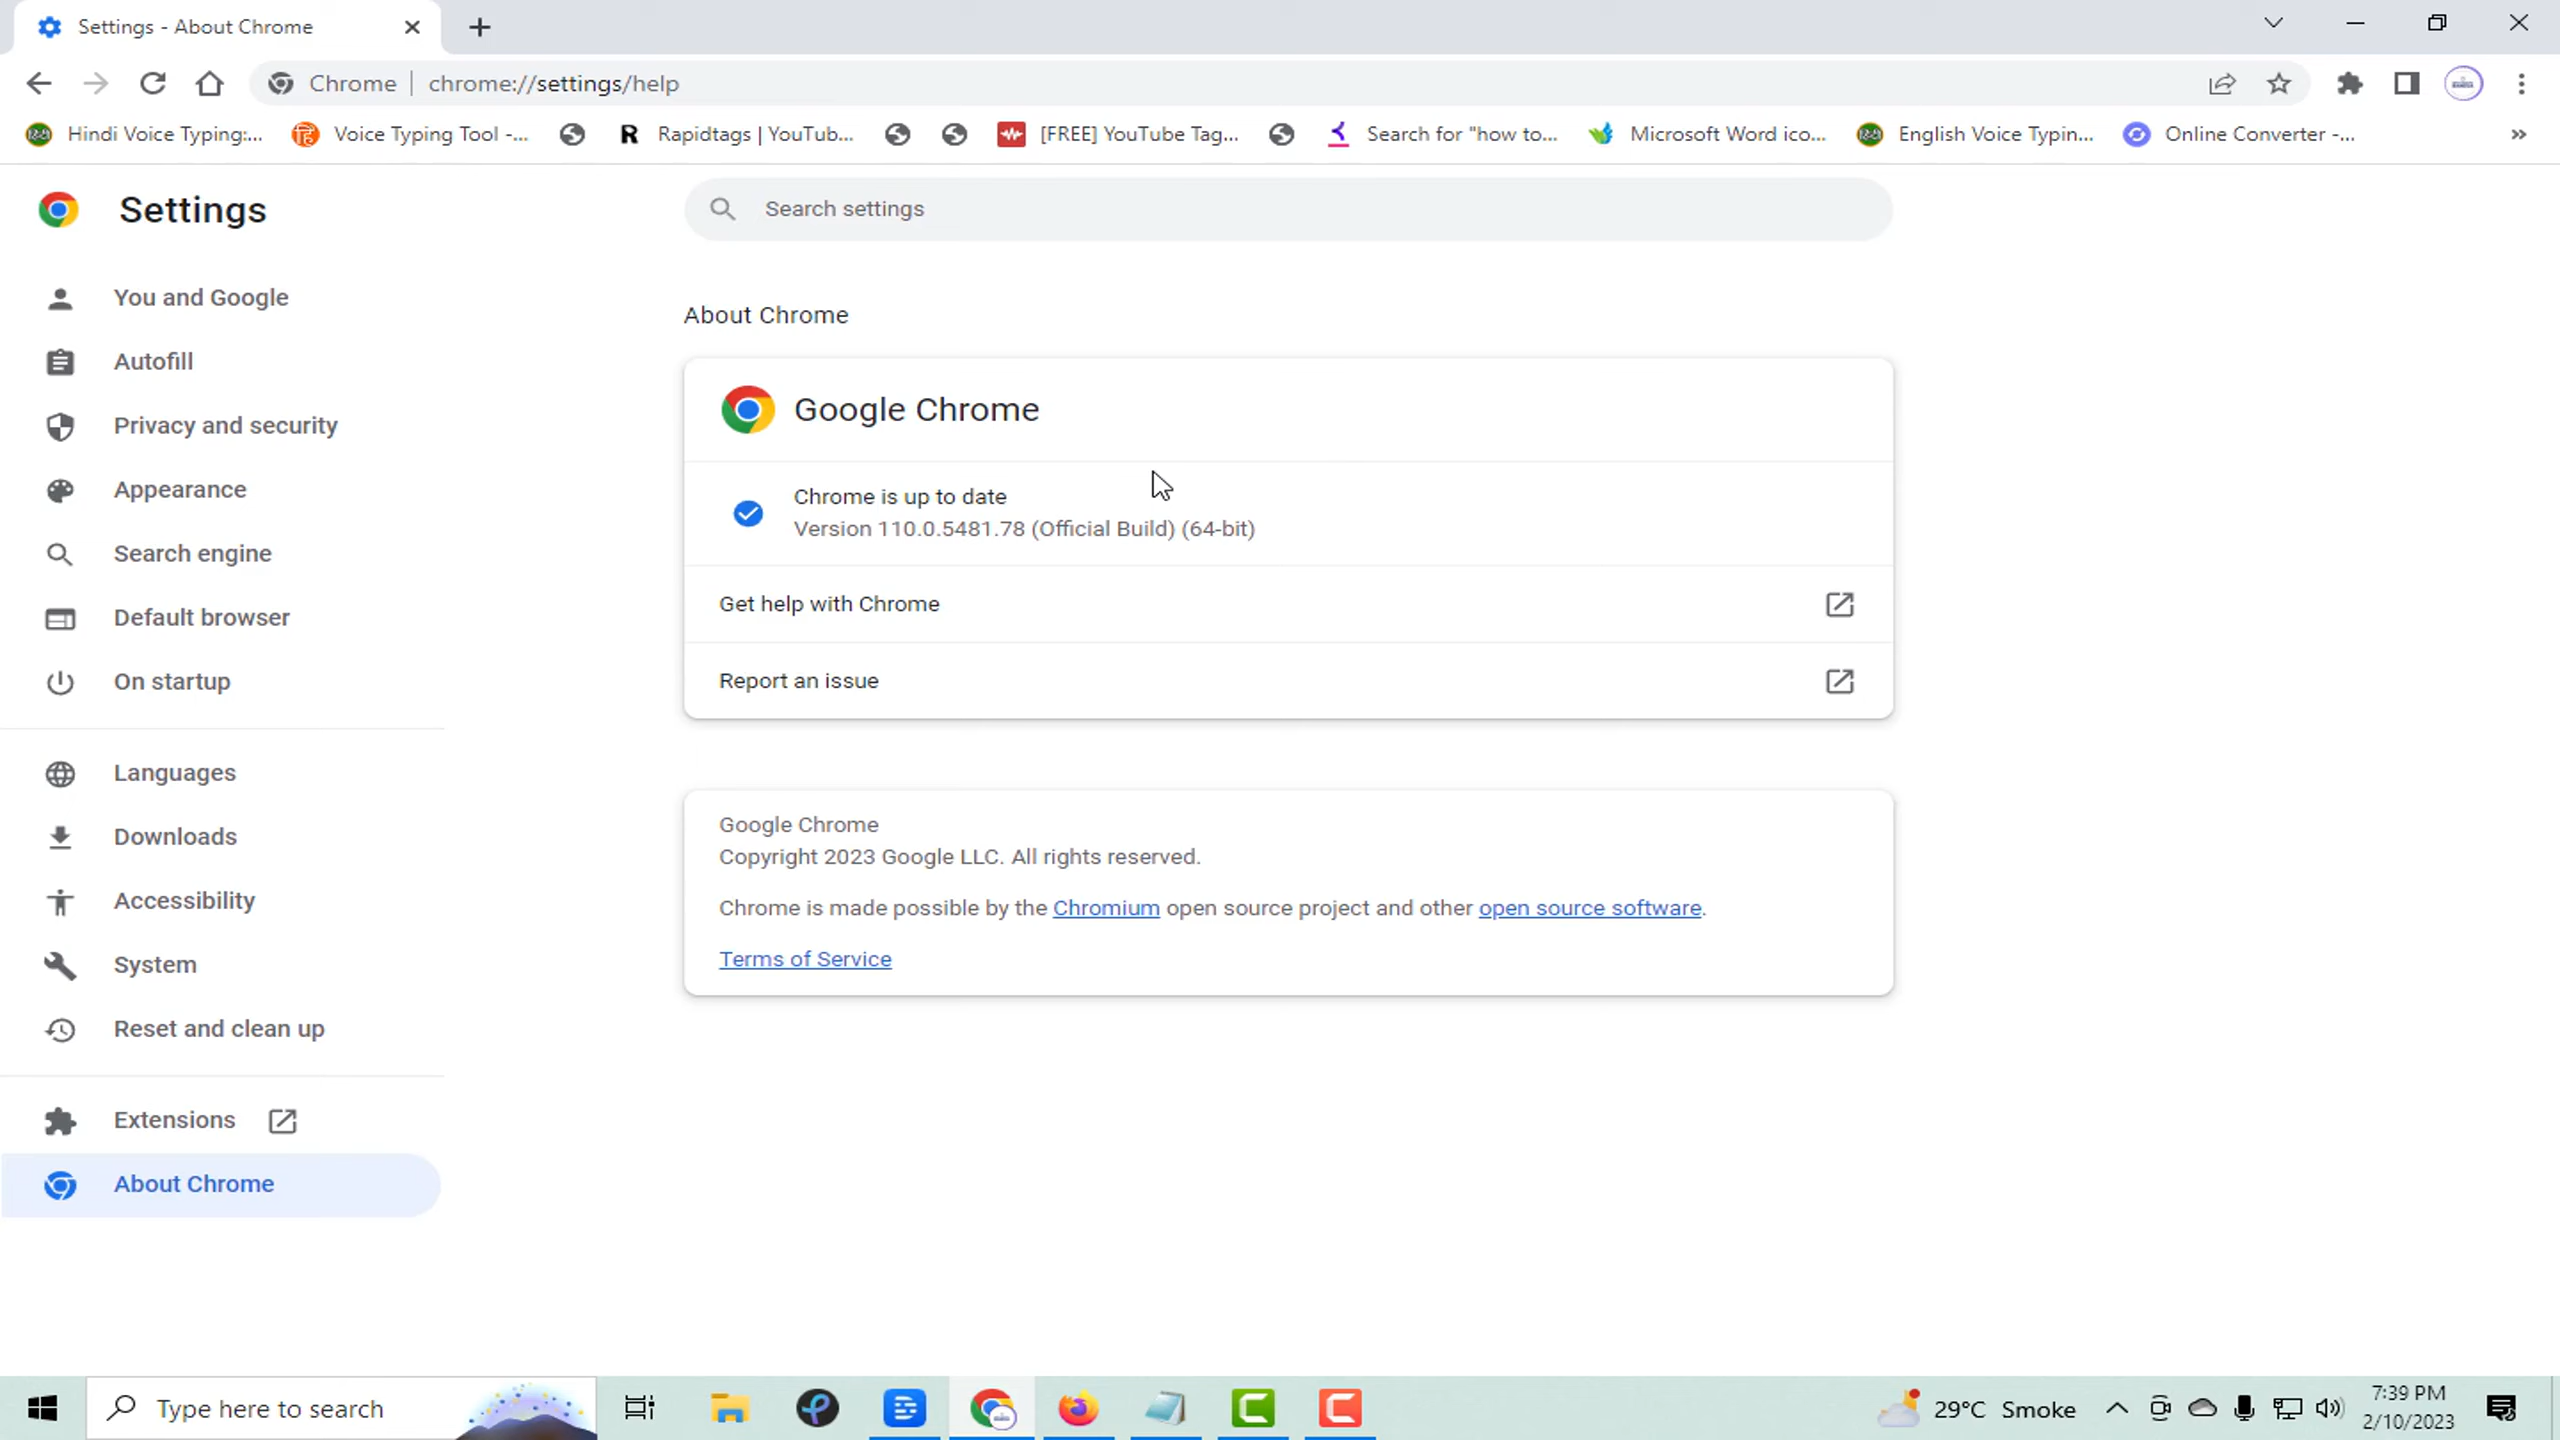 Settings - About Chrome
Chrome | chrome://settings/help
Hindi Voice Typing:... Voice Typing Tool -... Rapidtags | YouTub... [FREE] YouTube Tag... Search for "how to... Microsoft Word ico... English Voice Typin... Online Converter -... »
Settings
Search settings
You and Google
Autofill
Privacy and security
Appearance
Search engine
Default browser
On startup
Languages
Downloads
Accessibility
System
Reset and clean up
Extensions
About Chrome
About Chrome
Google Chrome
Chrome is up to date
Version 110.0.5481.78 (Official Build) (64-bit)
Get help with Chrome
Report an issue
Google Chrome
Copyright 2023 Google LLC. All rights reserved.
Chrome is made possible by the Chromium open source project and other open source software.
Terms of Service
Type here to search
29°C Smoke
7:39 PM
2/10/2023